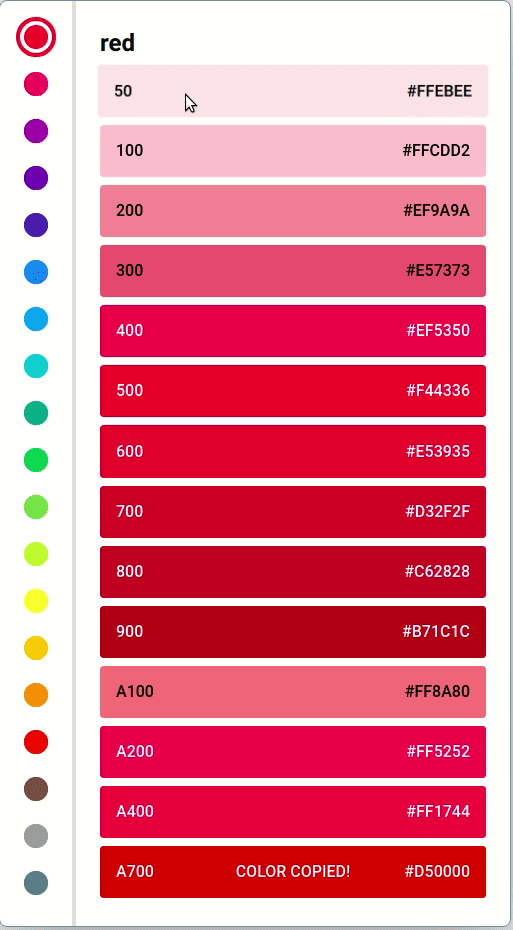 red
50 #FFEBEE
100 #FFCDD2
200 #EF9A9A
300 #E57373
400 #EF5350
500 #F44336
600 #E53935
700 #D32F2F
800 #C62828
900 #B71C1C
A100 #FF8A80
A200 #FF5252
A400 #FF1744
A700 COLOR COPIED! #D50000